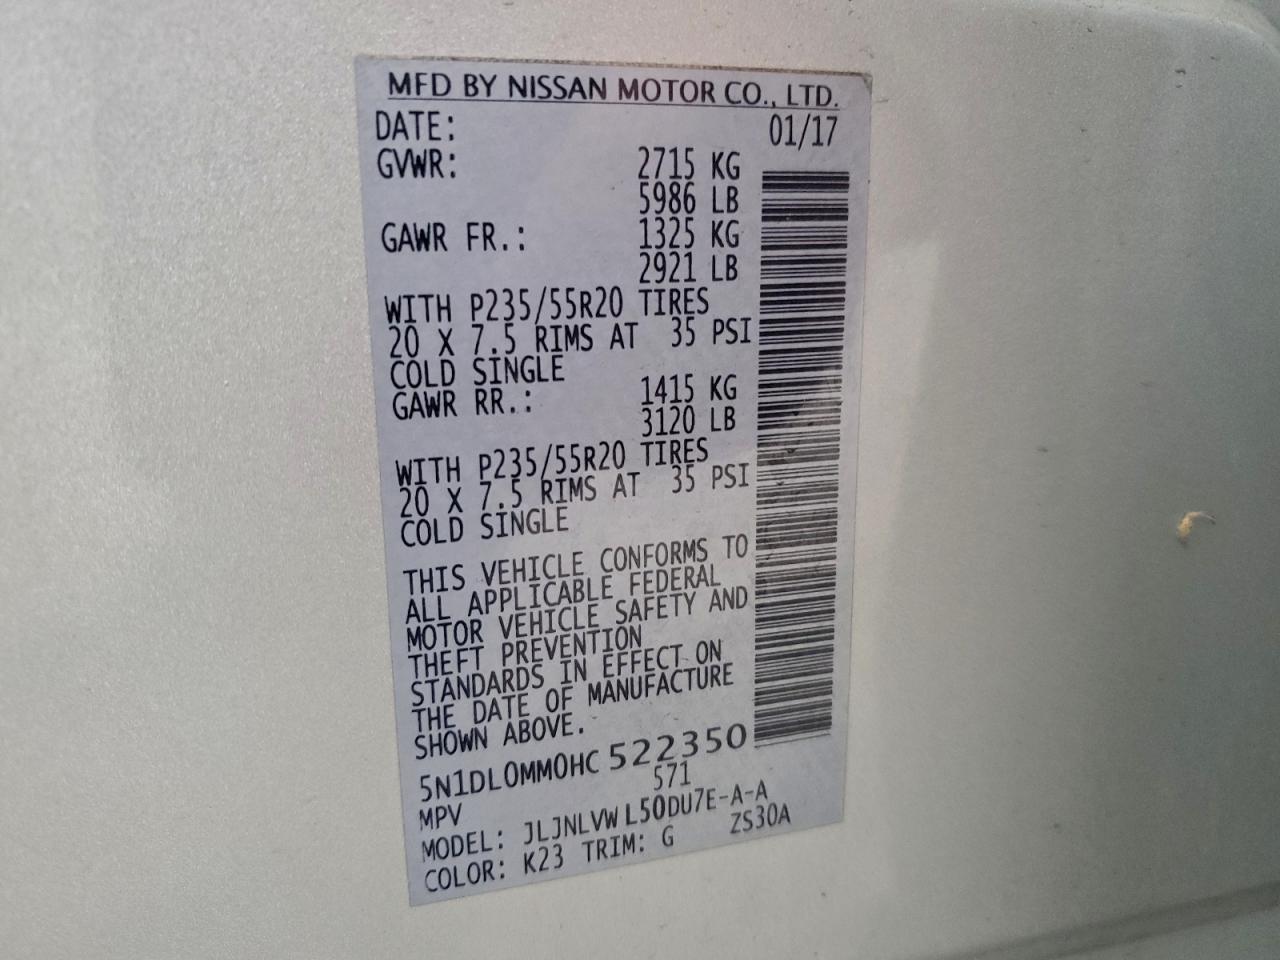 MFD BY NISSAN MOTOR CO., LTD.
DATE: 01/17
GVWR: 2715 KG
5986 LB
GAWR FR.: 1325 KG
2921 LB
WITH P235/55R20 TIRES
20 X 7.5 RIMS AT 35 PSI
COLD SINGLE
GAWR RR.: 1415 KG
3120 LB
WITH P235/55R20 TIRES
20 X 7.5 RIMS AT 35 PSI
COLD SINGLE
THIS VEHICLE CONFORMS TO
ALL APPLICABLE FEDERAL
MOTOR VEHICLE SAFETY AND
THEFT PREVENTION
STANDARDS IN EFFECT ON
THE DATE OF MANUFACTURE
SHOWN ABOVE.
5N1DL0MM0HC 522350
MPV 571
MODEL: JLJNLVW L50DU7E-A-A
COLOR: K23 TRIM: G ZS30A